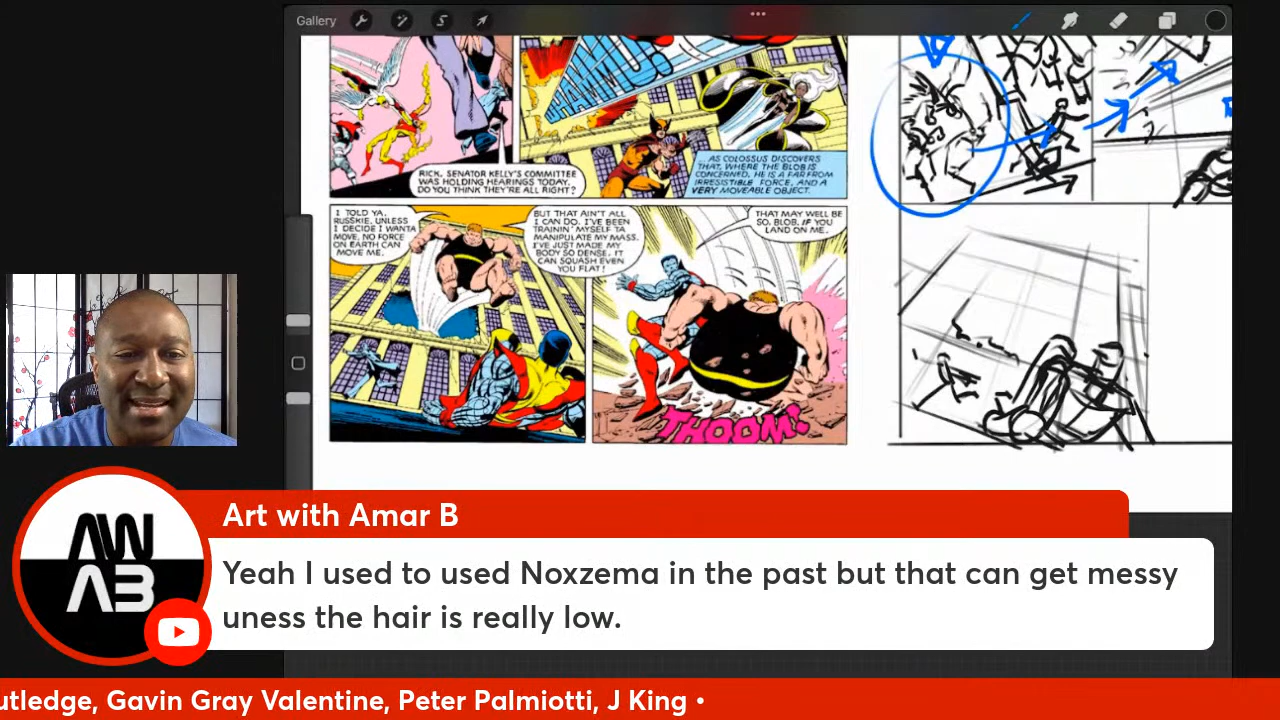 Gallery
WHAMMO!
RICK, SENATOR KELLY'S COMMITTEE
WAS HOLDING HEARINGS TODAY.
DO YOU THINK THEY'RE ALL RIGHT?
...AS COLOSSUS DISCOVERS
THAT, WHERE THE BLOB IS
CONCERNED, HE IS A FAR FROM
IRRESISTIBLE FORCE, AND A
VERY MOVEABLE OBJECT.
I TOLD YA,
RUSSKIE, UNLESS
I DECIDE I WANTA
MOVE, NO FORCE
ON EARTH CAN
MOVE ME.
BUT THAT AIN'T ALL
I CAN DO. I'VE BEEN
TRAININ' MYSELF TA
MANIPULATE MY MASS.
I'VE JUST MADE MY
BODY SO DENSE, IT
CAN SQUASH EVEN
YOU FLAT!
THAT MAY WELL BE
SO, BLOB, IF YOU
LAND ON ME.
THOOM!
AW
AB
Art with Amar B
Yeah I used to used Noxzema in the past but that can get messy
uness the hair is really low.
utledge, Gavin Gray Valentine, Peter Palmiotti, J King •